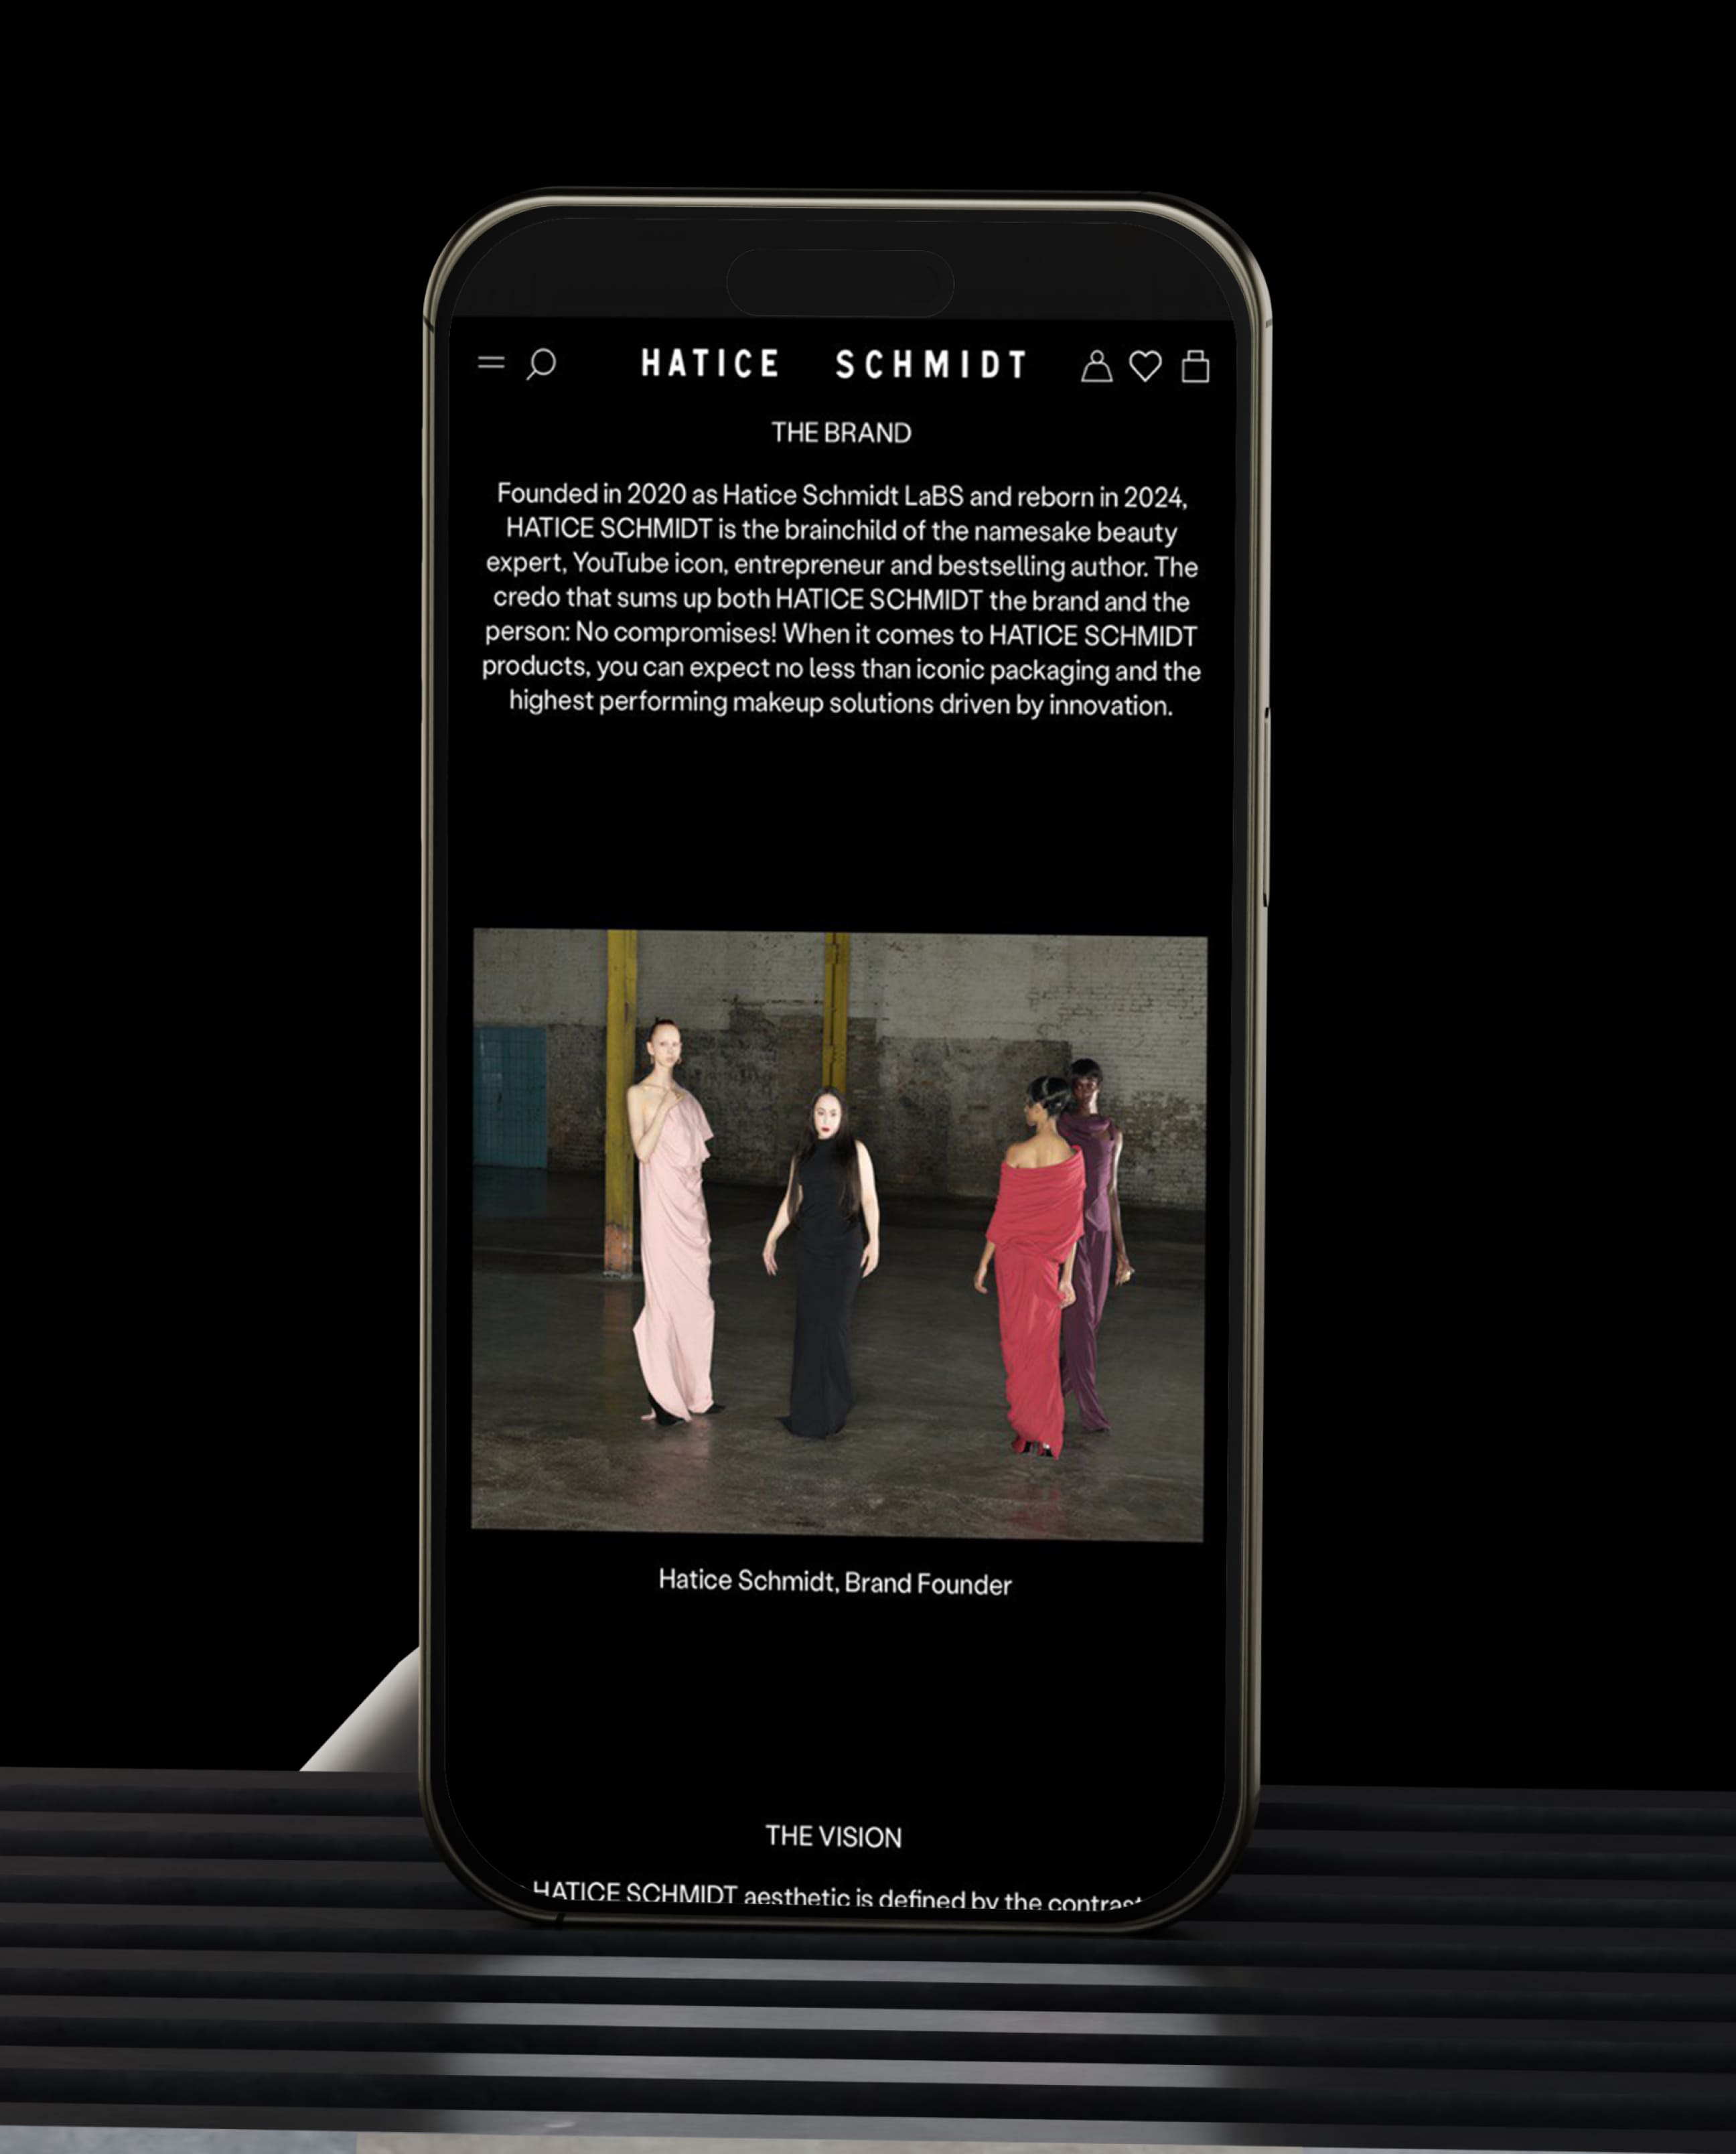 HATICE SCHMIDT
THE BRAND
Founded in 2020 as Hatice Schmidt LaBS and reborn in 2024,
HATICE SCHMIDT is the brainchild of the namesake beauty
expert, YouTube icon, entrepreneur and bestselling author. The
credo that sums up both HATICE SCHMIDT the brand and the
person: No compromises! When it comes to HATICE SCHMIDT
products, you can expect no less than iconic packaging and the
highest performing makeup solutions driven by innovation.
Hatice Schmidt, Brand Founder
THE VISION
HATICE SCHMIDT aesthetic is defined by the contrast